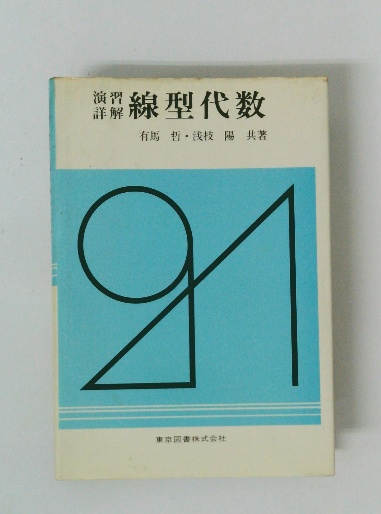 演習詳解 線型代数
有馬 哲・浅枝 陽 共著
東京図書株式会社